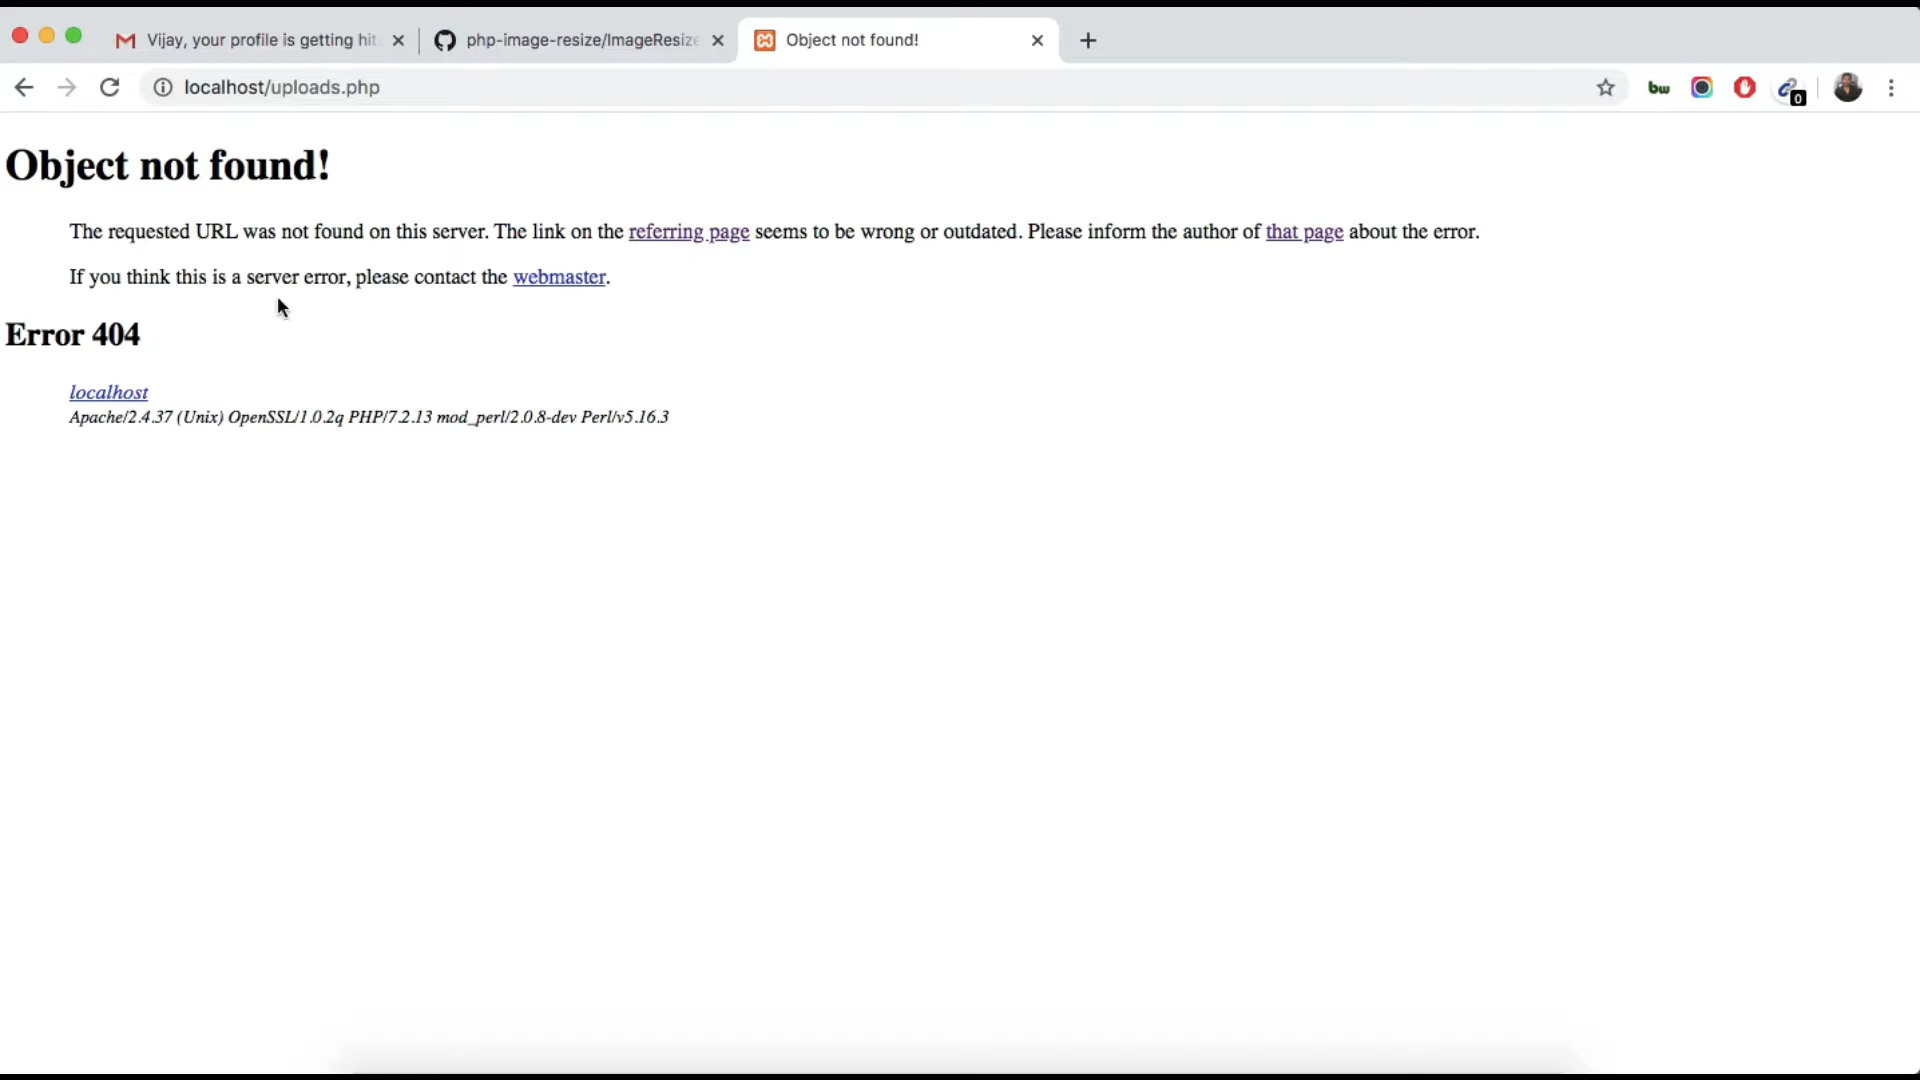 Vijay, your profile is getting hit
php-image-resize/ImageResize
Object not found!
localhost/uploads.php
bw
0
Object not found!
The requested URL was not found on this server. The link on the referring page seems to be wrong or outdated. Please inform the author of that page about the error.
If you think this is a server error, please contact the webmaster.
Error 404
localhost
Apache/2.4.37 (Unix) OpenSSL/1.0.2q PHP/7.2.13 mod_perl/2.0.8-dev Perl/v5.16.3